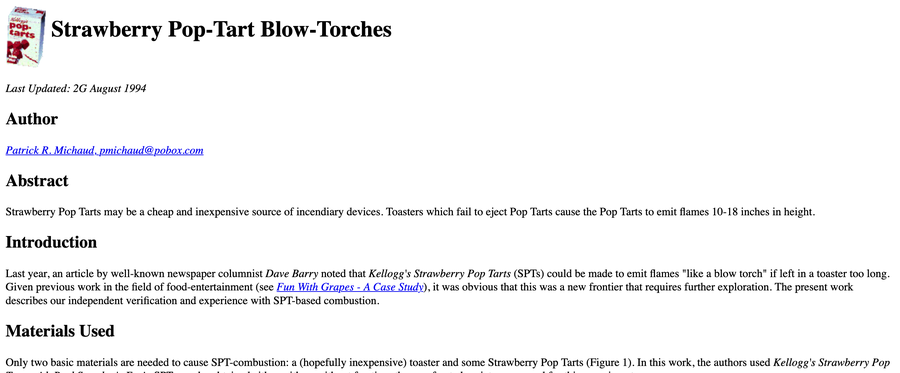 Kellogg's
pop-tarts
Strawberry Pop-Tart Blow-Torches
Last Updated: 2G August 1994
Author
Patrick R. Michaud, pmichaud@pobox.com
Abstract
Strawberry Pop Tarts may be a cheap and inexpensive source of incendiary devices. Toasters which fail to eject Pop Tarts cause the Pop Tarts to emit flames 10-18 inches in height.
Introduction
Last year, an article by well-known newspaper columnist Dave Barry noted that Kellogg's Strawberry Pop Tarts (SPTs) could be made to emit flames "like a blow torch" if left in a toaster too long.
Given previous work in the field of food-entertainment (see Fun With Grapes - A Case Study), it was obvious that this was a new frontier that requires further exploration. The present work
describes our independent verification and experience with SPT-based combustion.
Materials Used
Only two basic materials are needed to cause SPT-combustion: a (hopefully inexpensive) toaster and some Strawberry Pop Tarts (Figure 1). In this work, the authors used Kellogg's Strawberry Pop